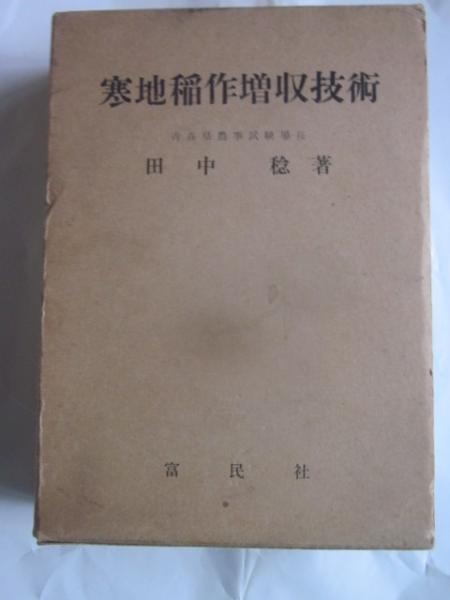 寒地稲作増収技術
青森県農事試験場長
田中 稔 著
富民社